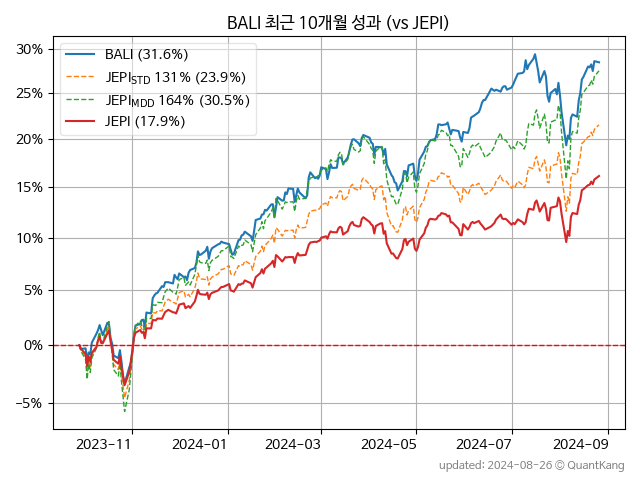 BALI 최근 10개월 성과 (vs JEPI)
BALI (31.6%)
JEPI_STD 131% (23.9%)
JEPI_MDD 164% (30.5%)
JEPI (17.9%)
30%
25%
20%
15%
10%
5%
0%
−5%
2023-11
2024-01
2024-03
2024-05
2024-07
2024-09
updated: 2024-08-26 © QuantKang